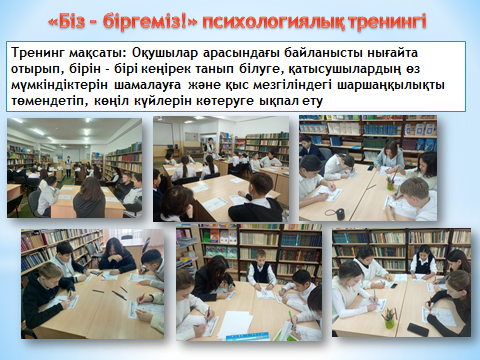 «Біз - біргеміз!» психологиялық тренингі
Тренинг мақсаты: Оқушылар арасындағы байланысты нығайта
отырып, бірін - бірі кеңірек танып білуге, қатысушылардың өз
мүмкіндіктерін шамалауға және қыс мезгіліндегі шаршаңқылықты
төмендетіп, көңіл күйлерін көтеруге ықпал ету